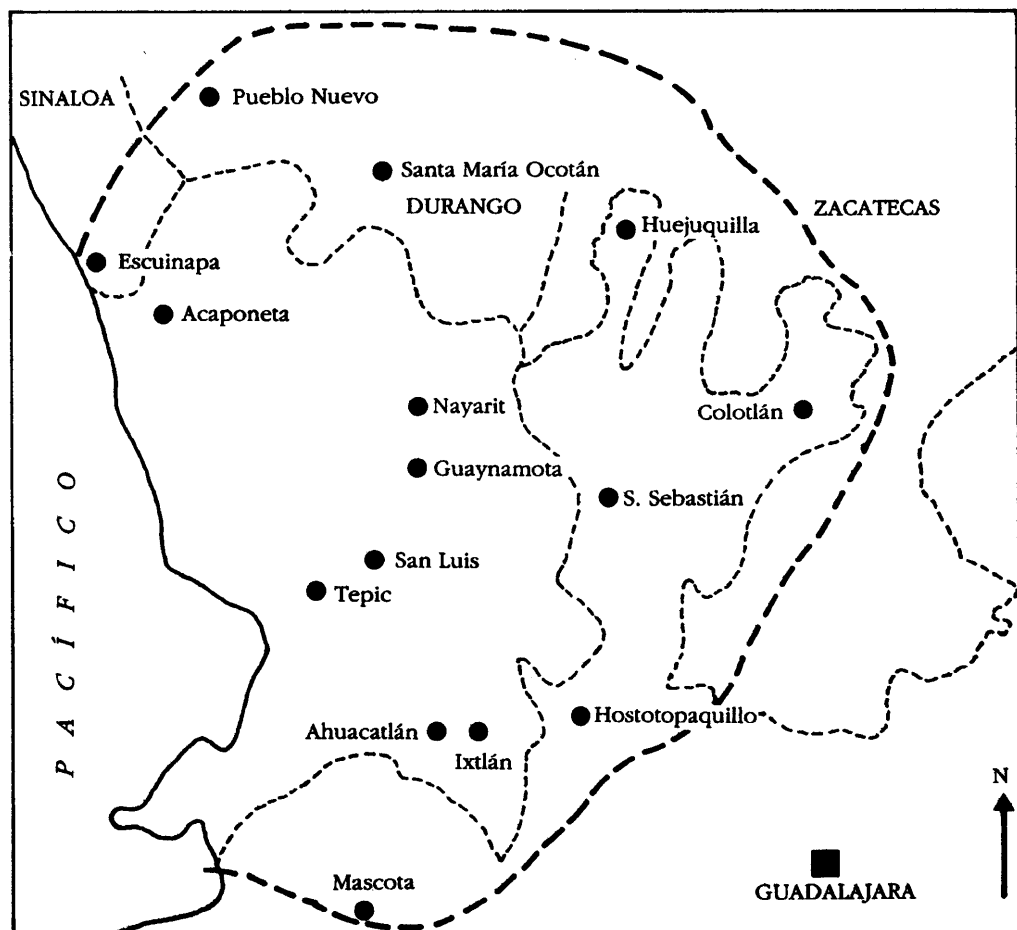 SINALOA
Pueblo Nuevo
Santa María Ocotán
DURANGO
ZACATECAS
Huejuquilla
Escuinapa
Acaponeta
Nayarit
Colotlán
Guaynamota
S. Sebastián
PACÍFICO
San Luis
Tepic
Hostotopaquillo
Ahuacatlán
Ixtlán
N
Mascota
GUADALAJARA